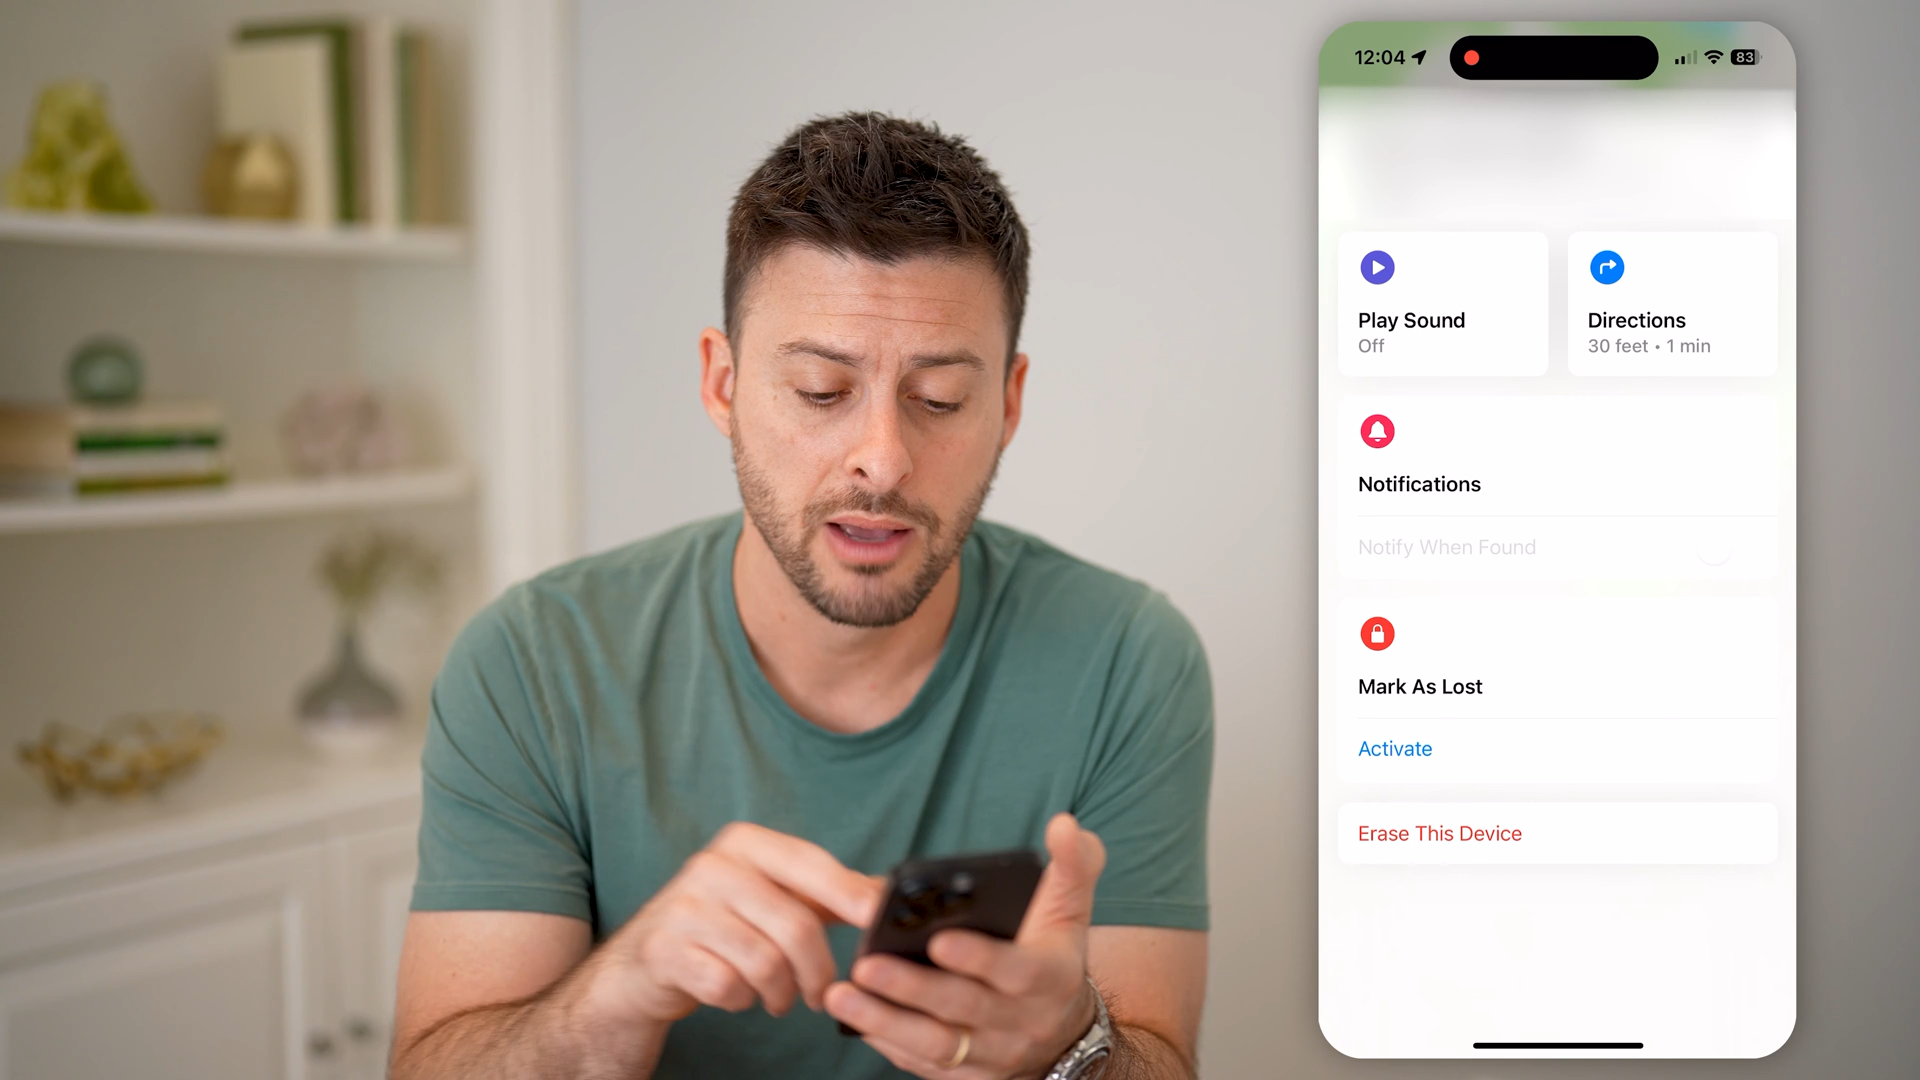 12:04
83
Play Sound
Off
Directions
30 feet • 1 min
Notifications
Notify When Found
Mark As Lost
Activate
Erase This Device